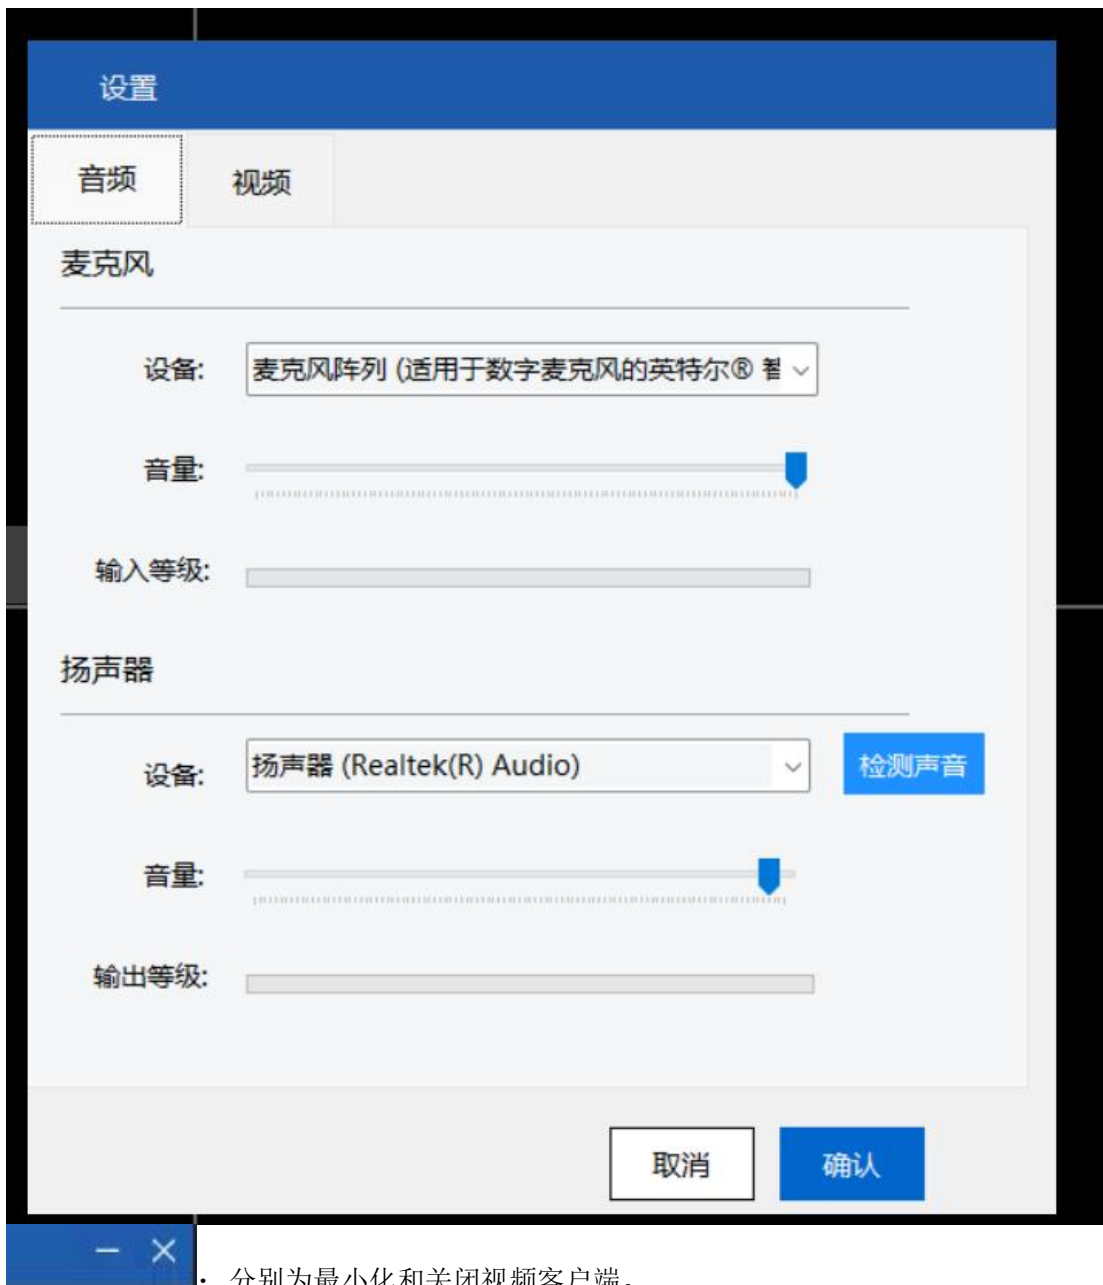 设置
音频 视频
麦克风
设备: 麦克风阵列 (适用于数字麦克风的英特尔® 智
音量:
输入等级:
扬声器
设备: 扬声器 (Realtek(R) Audio) 检测声音
音量:
输出等级:
取消 确认
: 分别为最小化和关闭视频客户端。